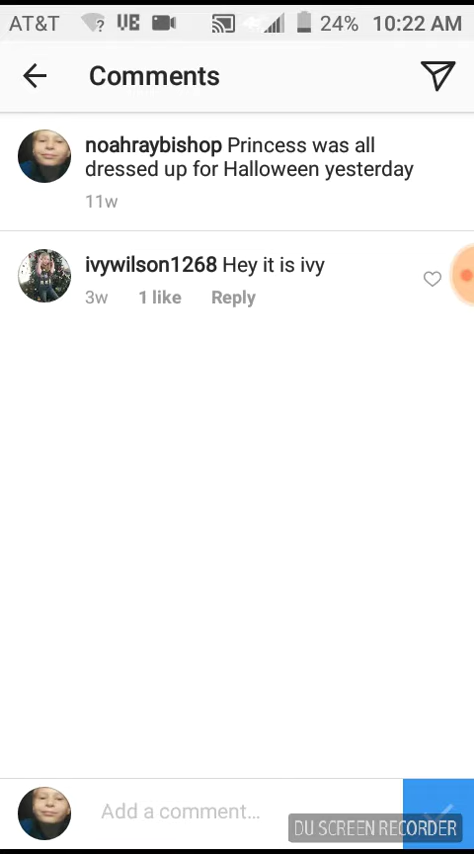 AT&T 24% 10:22 AM
Comments
noahraybishop Princess was all
dressed up for Halloween yesterday
11w
ivywilson1268 Hey it is ivy
3w 1 like Reply
Add a comment...
DU SCREEN RECORDER